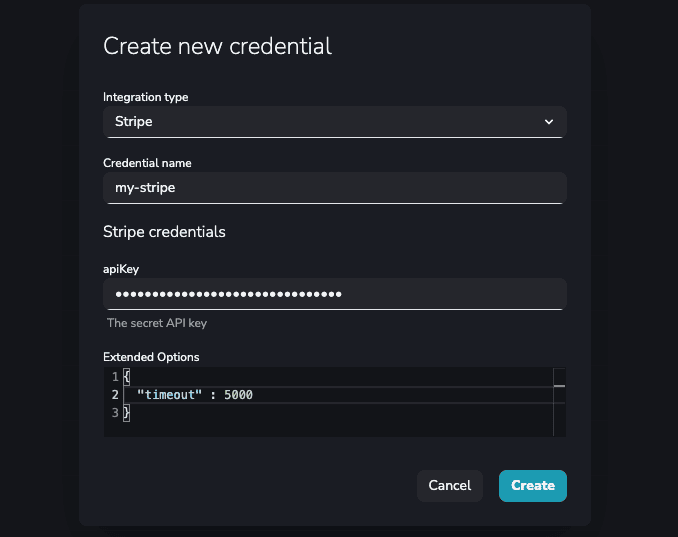 Create new credential
Integration type
Stripe
Credential name
my-stripe
Stripe credentials
apiKey
•••••••••••••••••••••••••••••••
The secret API key
Extended Options
1 {
2 "timeout" : 5000
3 }
Cancel Create